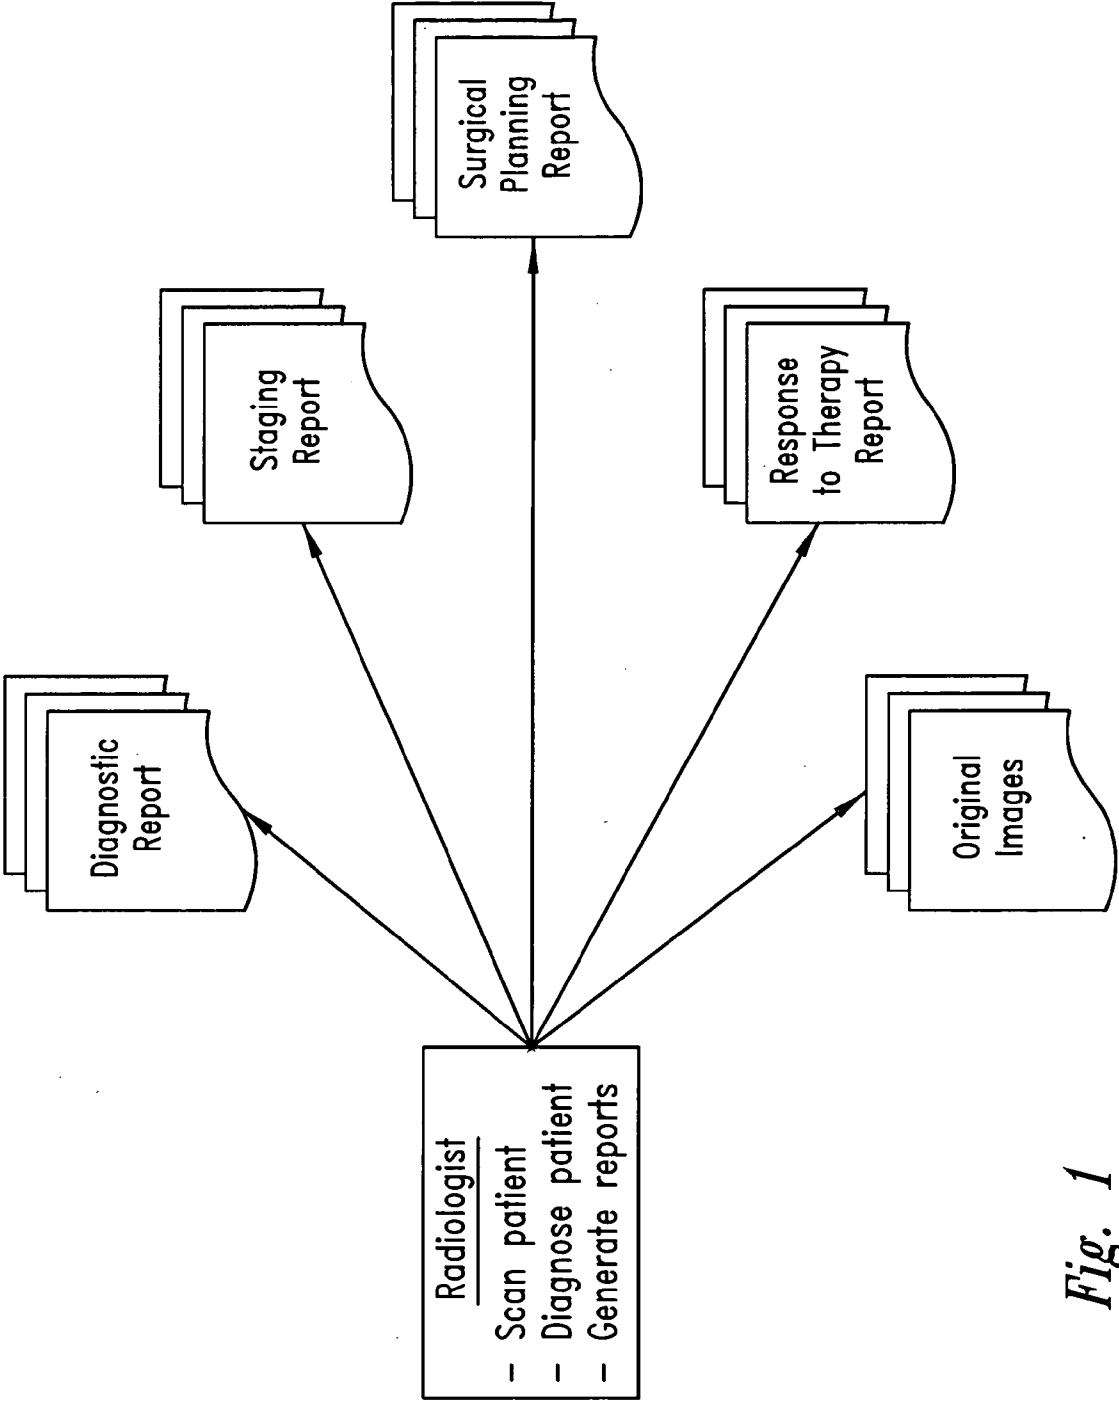 Radiologist
- Scan patient
- Diagnose patient
- Generate reports
Diagnostic
Report
Staging
Report
Surgical
Planning
Report
Response
to Therapy
Report
Original
Images
Fig. 1